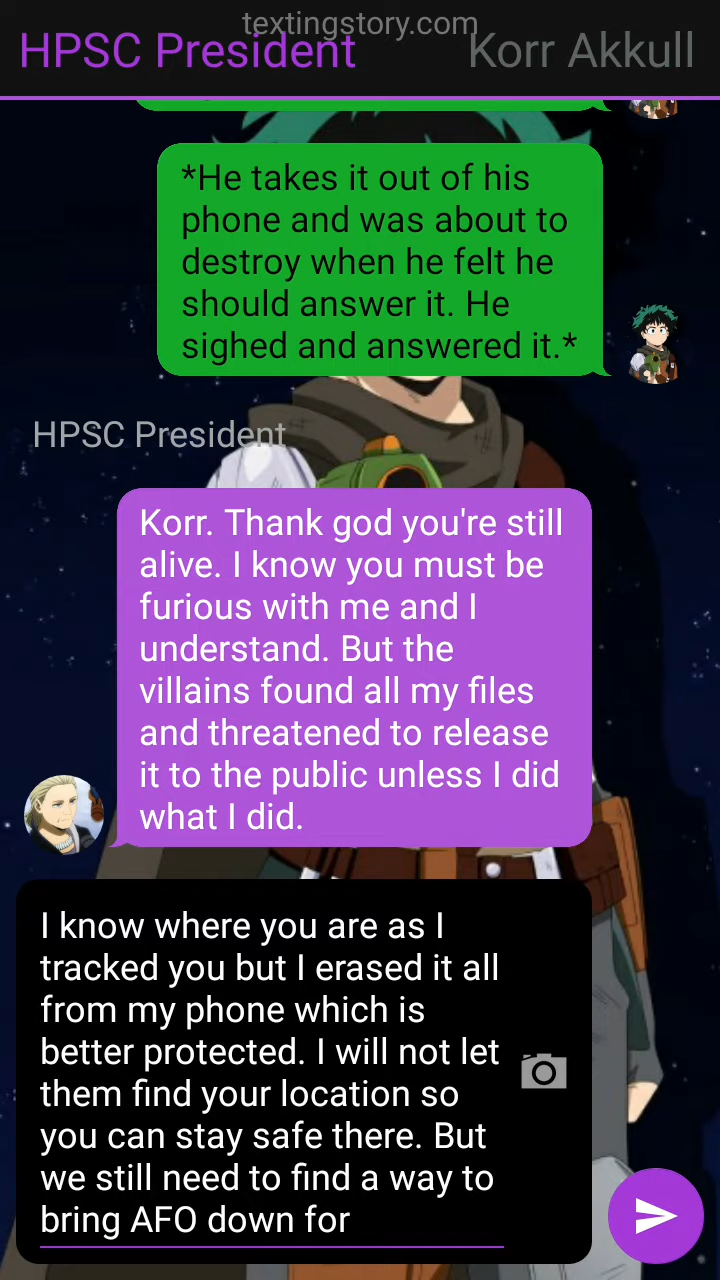 textingstory.com
HPSC President
Korr Akkull
*He takes it out of his
phone and was about to
destroy when he felt he
should answer it. He
sighed and answered it.*
HPSC President
Korr. Thank god you're still
alive. I know you must be
furious with me and I
understand. But the
villains found all my files
and threatened to release
it to the public unless I did
what I did.
I know where you are as I
tracked you but I erased it all
from my phone which is
better protected. I will not let
them find your location so
you can stay safe there. But
we still need to find a way to
bring AFO down for